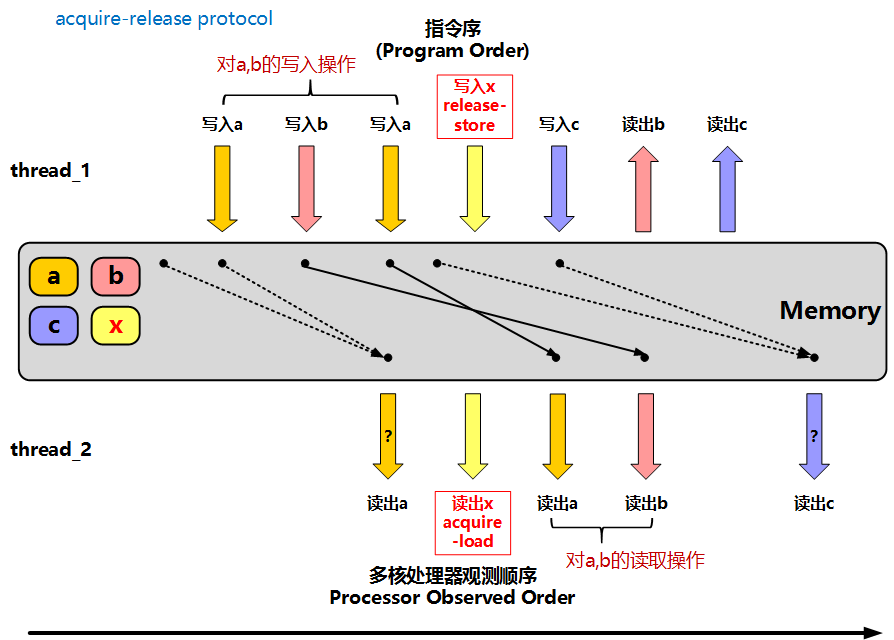 acquire-release protocol
指令序
(Program Order)
对a,b的写入操作
写入x
release-
store
写入a
写入b
写入a
写入c
读出b
读出c
thread_1
a
b
c
x
Memory
?
?
thread_2
读出a
读出x
acquire
-load
读出a
读出b
读出c
对a,b的读取操作
多核处理器观测顺序
Processor Observed Order